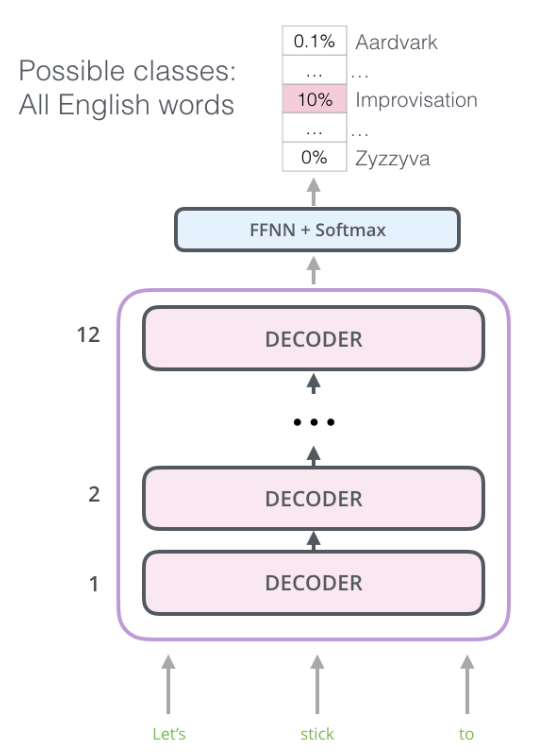 Possible classes:
All English words
0.1% Aardvark
... ...
10% Improvisation
... ...
0% Zyzzyva
FFNN + Softmax
12 DECODER
...
2 DECODER
1 DECODER
Let's stick to